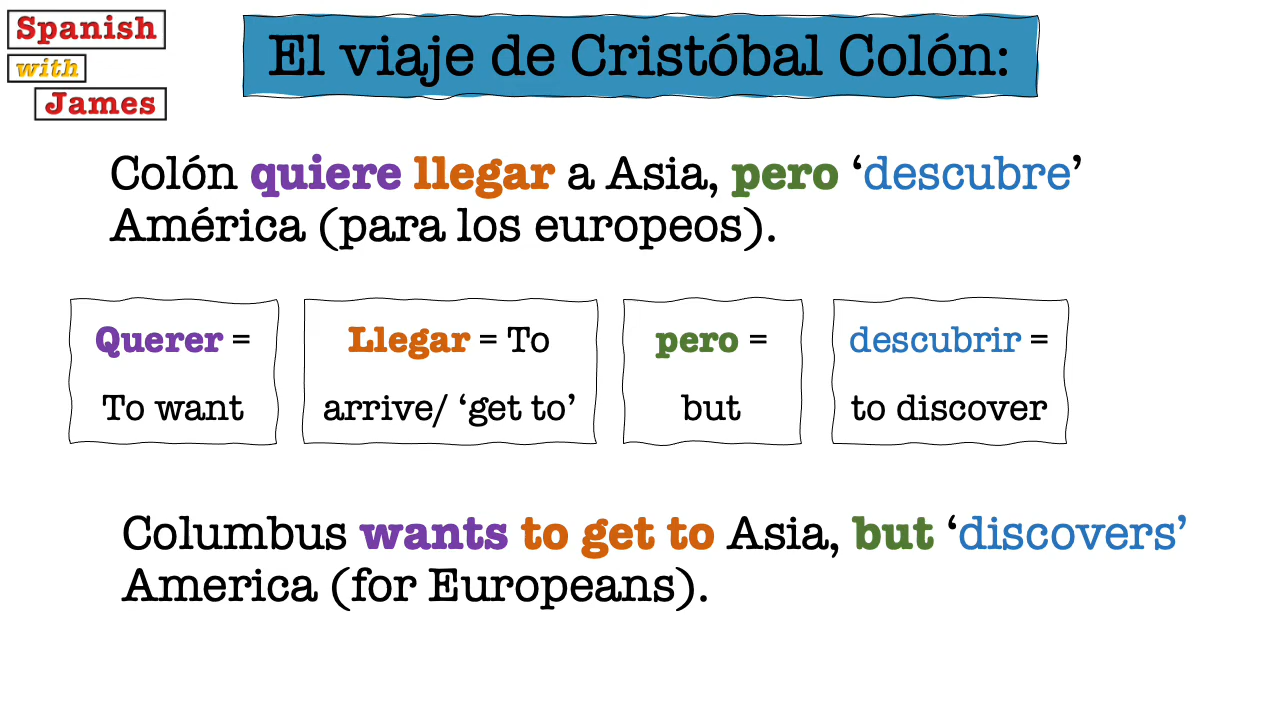 Spanish
with
James
El viaje de Cristóbal Colón:
Colón quiere llegar a Asia, pero ‘descubre’
América (para los europeos).
Querer =
To want
Llegar = To
arrive/ ‘get to’
pero =
but
descubrir =
to discover
Columbus wants to get to Asia, but ‘discovers’
America (for Europeans).